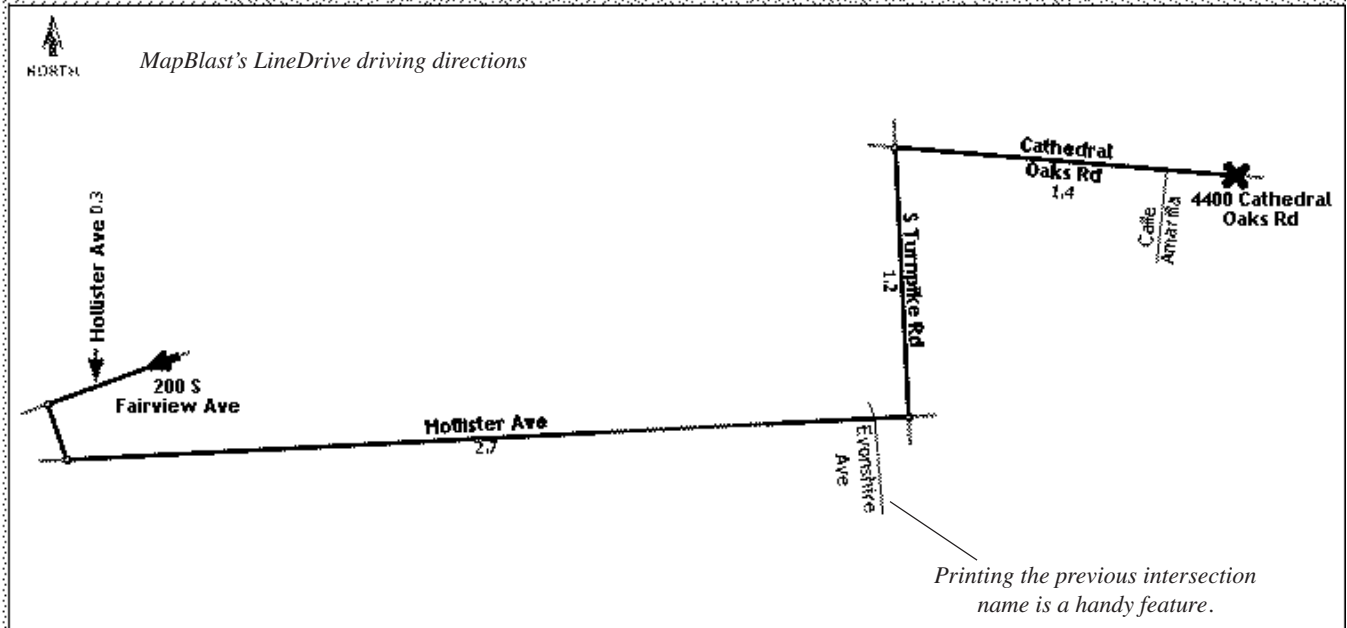 NORTH
MapBlast's LineDrive driving directions
Cathedral
Oaks Rd
1.4
4400 Cathedral
Oaks Rd
Calle
Amarilla
S Turnpike Rd
1.2
Hollister Ave 0.3
200 S
Fairview Ave
Hollister Ave
2.7
Evonshire
Ave
Printing the previous intersection
name is a handy feature.